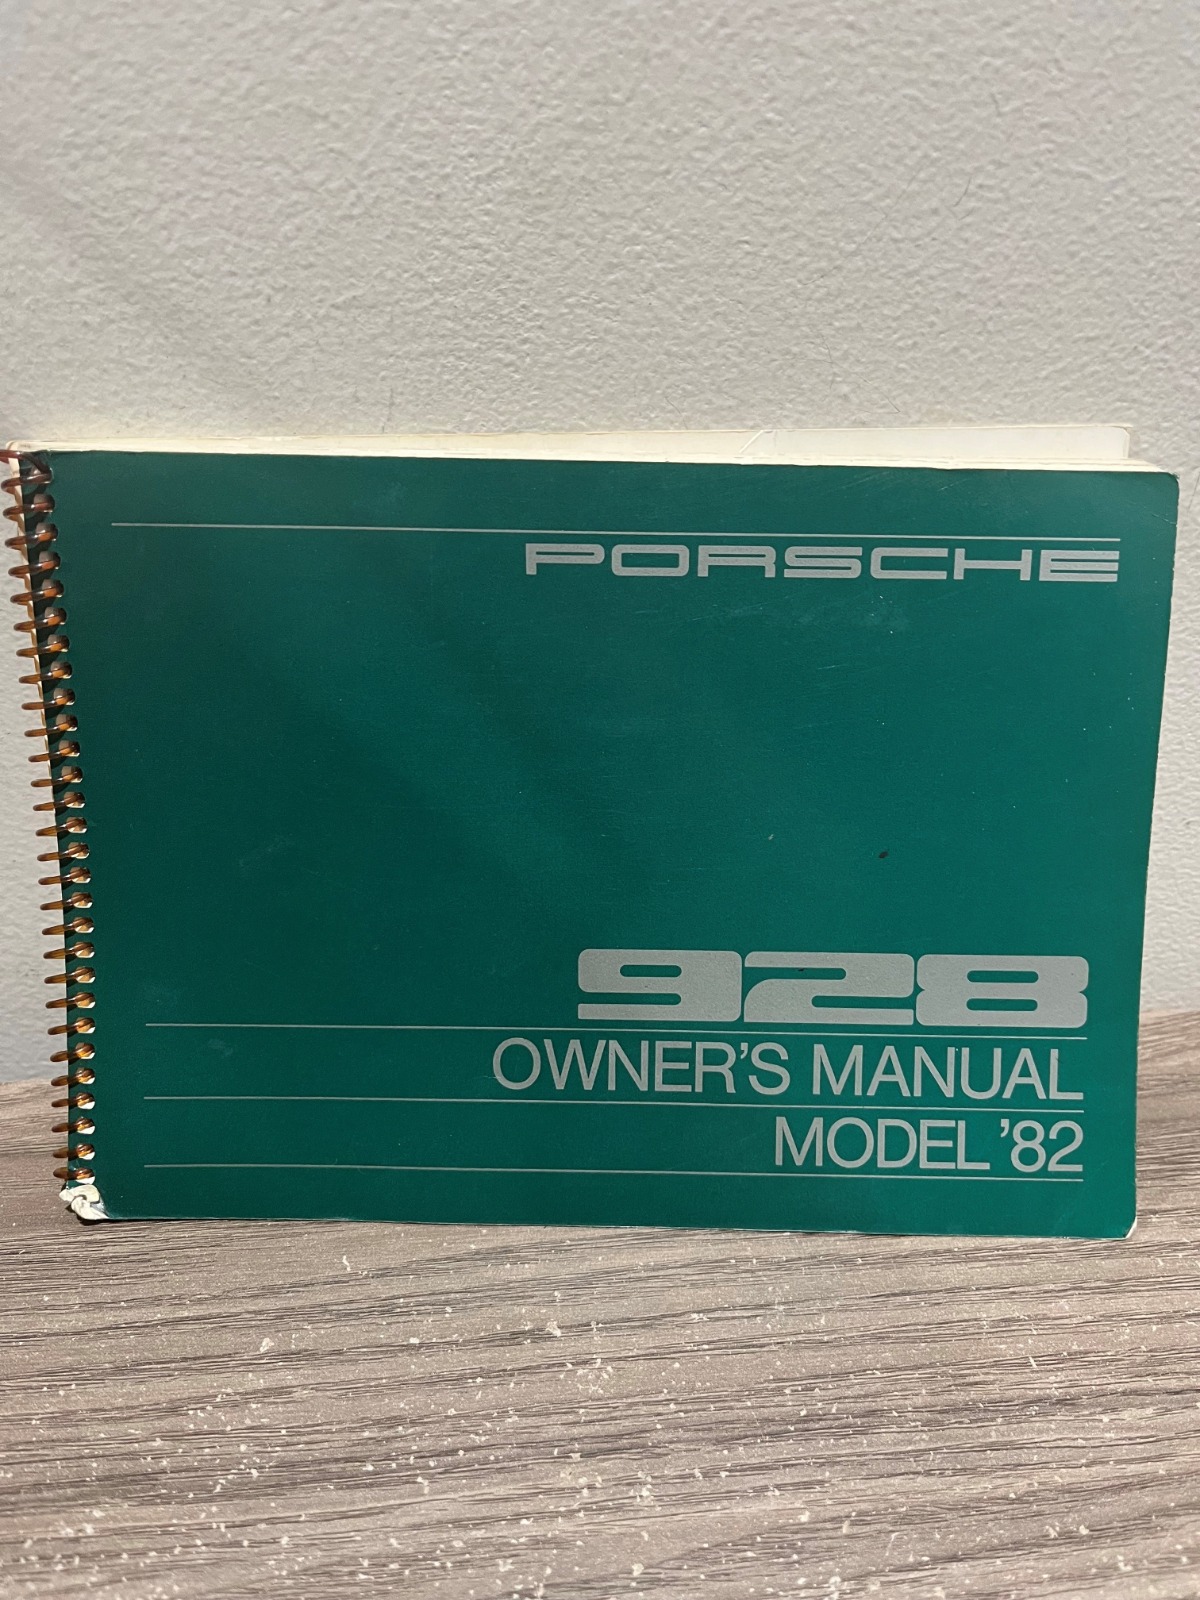 PORSCHE
928
OWNER'S MANUAL
MODEL '82